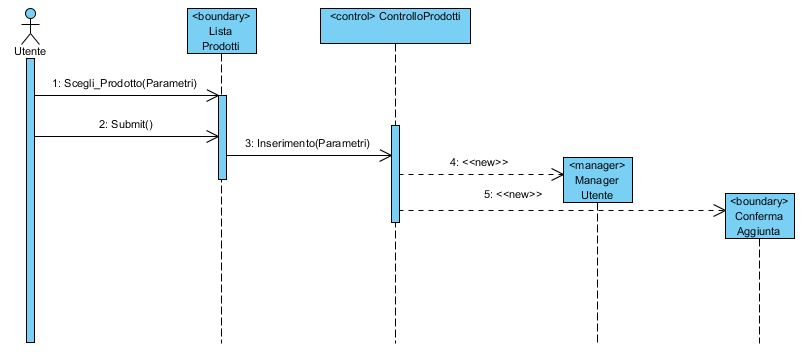 <boundary>
Lista
Prodotti
<control> ControlloProdotti
Utente
1: Scegli_Prodotto(Parametri)
2: Submit()
3: Inserimento(Parametri)
4: <<new>>
<manager>
Manager
Utente
5: <<new>>
<boundary>
Conferma
Aggiunta